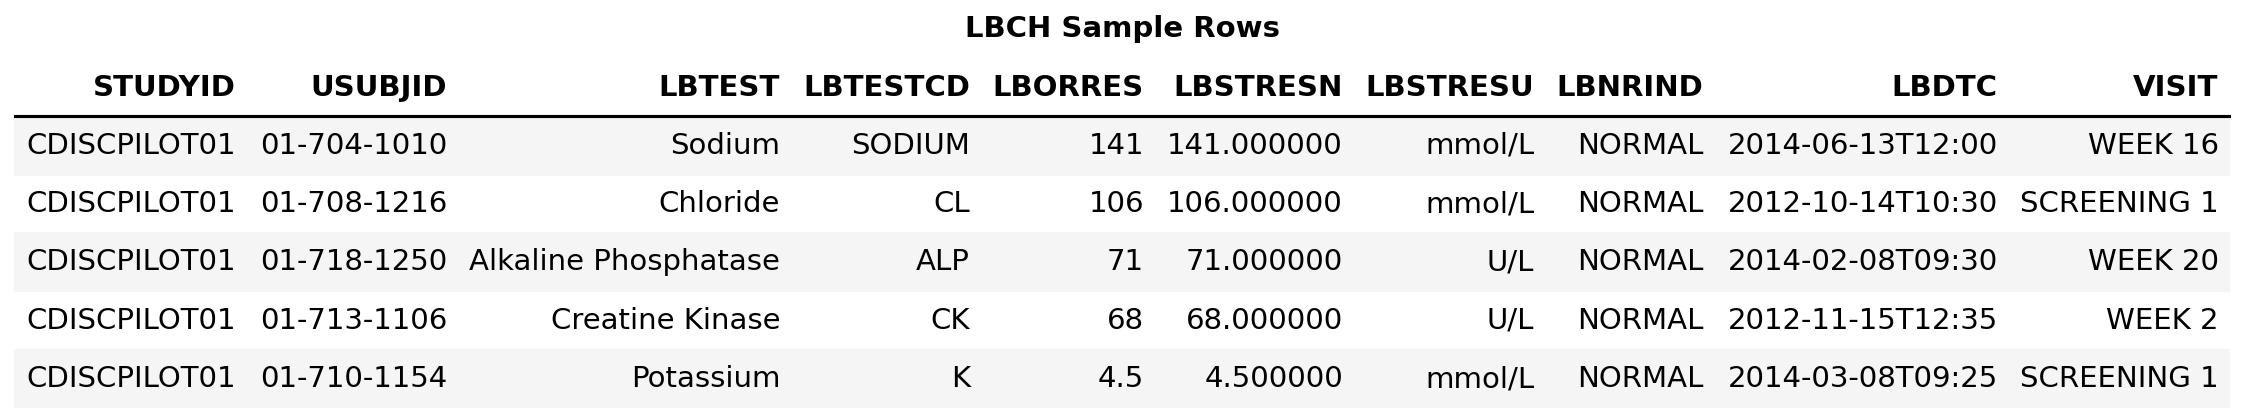 LBCH Sample Rows
STUDYID USUBJID LBTEST LBTESTCD LBORRES LBSTRESN LBSTRESU LBNRIND LBDTC VISIT
CDISCPILOT01 01-704-1010 Sodium SODIUM 141 141.000000 mmol/L NORMAL 2014-06-13T12:00 WEEK 16
CDISCPILOT01 01-708-1216 Chloride CL 106 106.000000 mmol/L NORMAL 2012-10-14T10:30 SCREENING 1
CDISCPILOT01 01-718-1250 Alkaline Phosphatase ALP 71 71.000000 U/L NORMAL 2014-02-08T09:30 WEEK 20
CDISCPILOT01 01-713-1106 Creatine Kinase CK 68 68.000000 U/L NORMAL 2012-11-15T12:35 WEEK 2
CDISCPILOT01 01-710-1154 Potassium K 4.5 4.500000 mmol/L NORMAL 2014-03-08T09:25 SCREENING 1